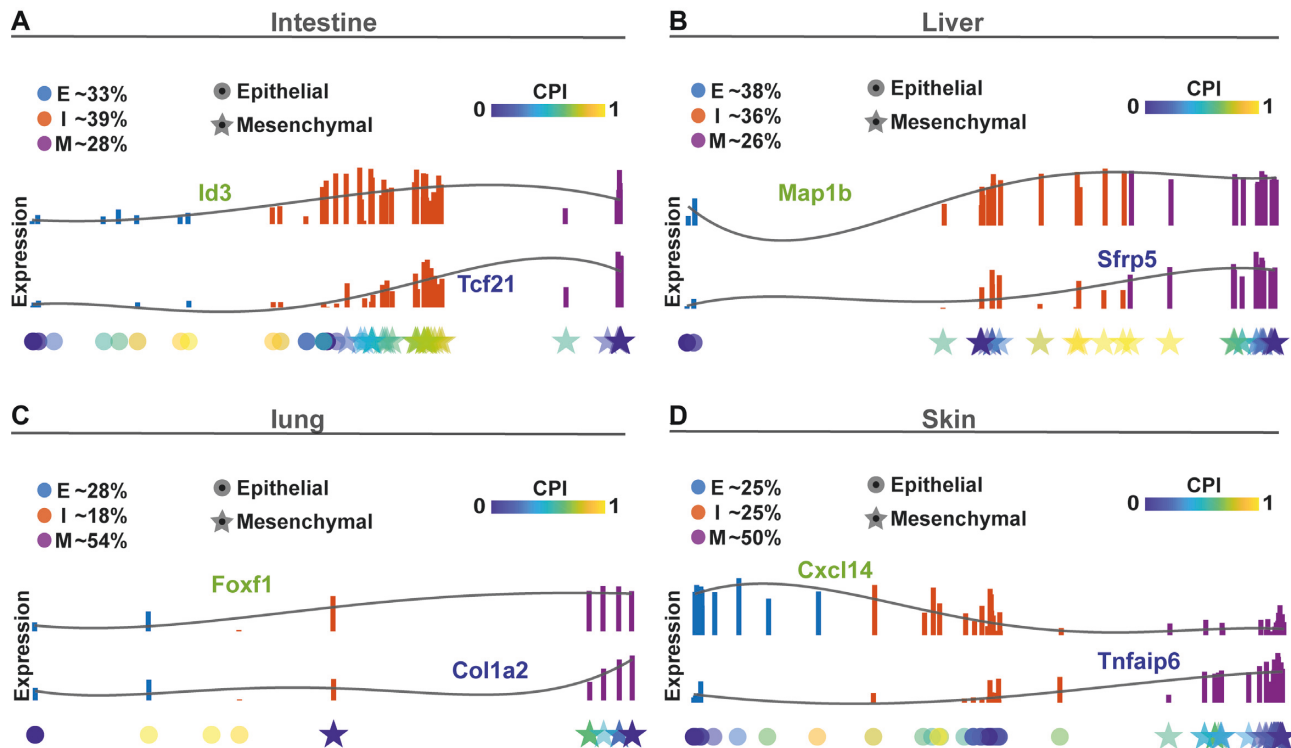 A
Intestine
E ~33%
I ~39%
M ~28%
Epithelial
Mesenchymal
CPI
0
1
Expression
Id3
Tcf21
B
Liver
E ~38%
I ~36%
M ~26%
Epithelial
Mesenchymal
CPI
0
1
Expression
Map1b
Sfrp5
C
lung
E ~28%
I ~18%
M ~54%
Epithelial
Mesenchymal
CPI
0
1
Expression
Foxf1
Col1a2
D
Skin
E ~25%
I ~25%
M ~50%
Epithelial
Mesenchymal
CPI
0
1
Expression
Cxcl14
Tnfaip6